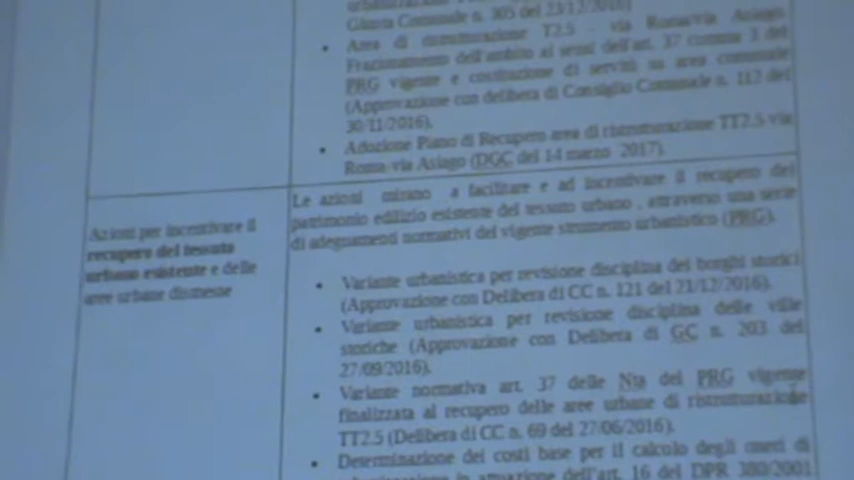 Giunta Comunale n. 305 del 23/12/2016)
• Area di ristrutturazione T2.5 - via Roma/via Asiago.
Frazionamento dell'ambito ai sensi dell'art. 37 comma 3 del
PRG vigente e costituzione di servitù su area comunale
(Approvazione con delibera di Consiglio Comunale n. 112 del
30/11/2016).
• Adozione Piano di Recupero area di ristrutturazione TT2.5 via
Roma-via Asiago (DGC del 14 marzo 2017).
Azioni per incentivare il
recupero del tessuto
urbano esistente e delle
aree urbane dismesse
Le azioni mirano a facilitare e ad incentivare il recupero del
patrimonio edilizio esistente del tessuto urbano , attraverso una serie
di adeguamenti normativi del vigente strumento urbanistico (PRG).
• Variante urbanistica per revisione disciplina dei borghi storici
(Approvazione con Delibera di CC n. 121 del 21/12/2016).
• Variante urbanistica per revisione disciplina delle ville
storiche (Approvazione con Delibera di GC n. 203 del
27/09/2016).
• Variante normativa art. 37 delle Nta del PRG vigente
finalizzata al recupero delle aree urbane di ristrutturazione
TT2.5 (Delibera di CC n. 69 del 27/06/2016).
• Determinazione dei costi base per il calcolo degli oneri di
in attuazione dell'art. 16 del DPR 380/2001